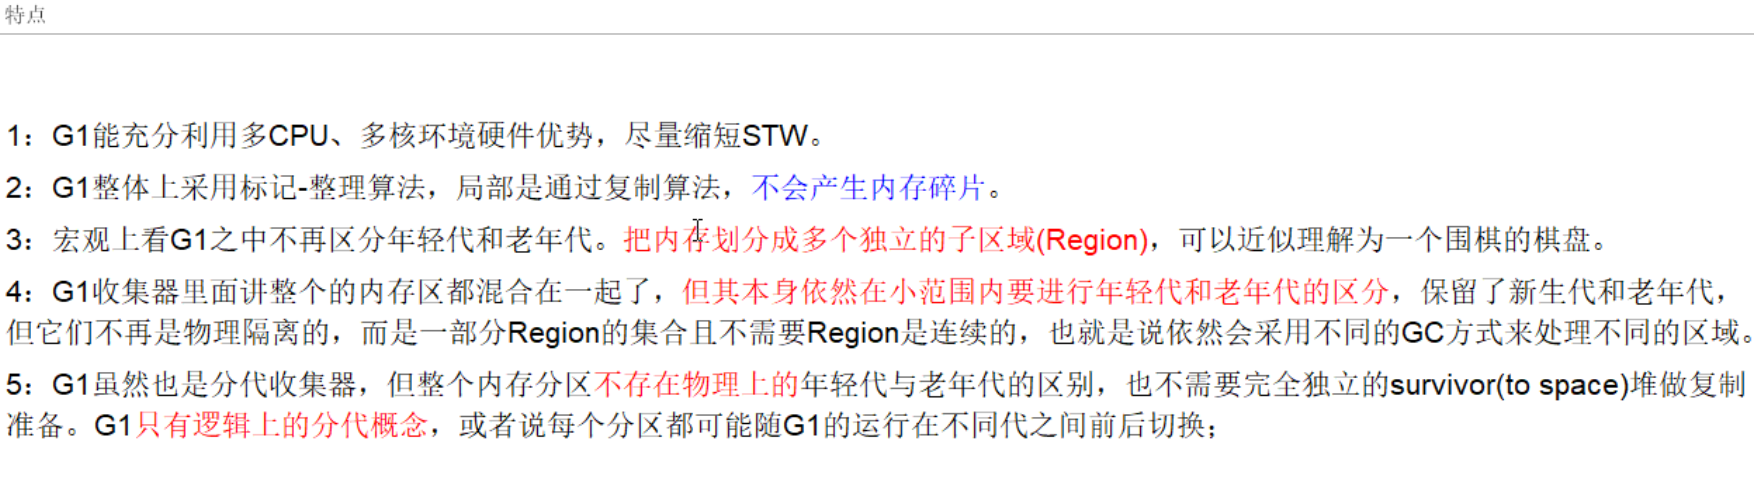 特点
1：G1能充分利用多CPU、多核环境硬件优势，尽量缩短STW。
2：G1整体上采用标记-整理算法，局部是通过复制算法，不会产生内存碎片。
3：宏观上看G1之中不再区分年轻代和老年代。把内存划分成多个独立的子区域(Region)，可以近似理解为一个围棋的棋盘。
4：G1收集器里面讲整个的内存区都混合在一起了，但其本身依然在小范围内要进行年轻代和老年代的区分，保留了新生代和老年代，
但它们不再是物理隔离的，而是一部分Region的集合且不需要Region是连续的，也就是说依然会采用不同的GC方式来处理不同的区域。
5：G1虽然也是分代收集器，但整个内存分区不存在物理上的年轻代与老年代的区别，也不需要完全独立的survivor(to space)堆做复制
准备。G1只有逻辑上的分代概念，或者说每个分区都可能随G1的运行在不同代之间前后切换；